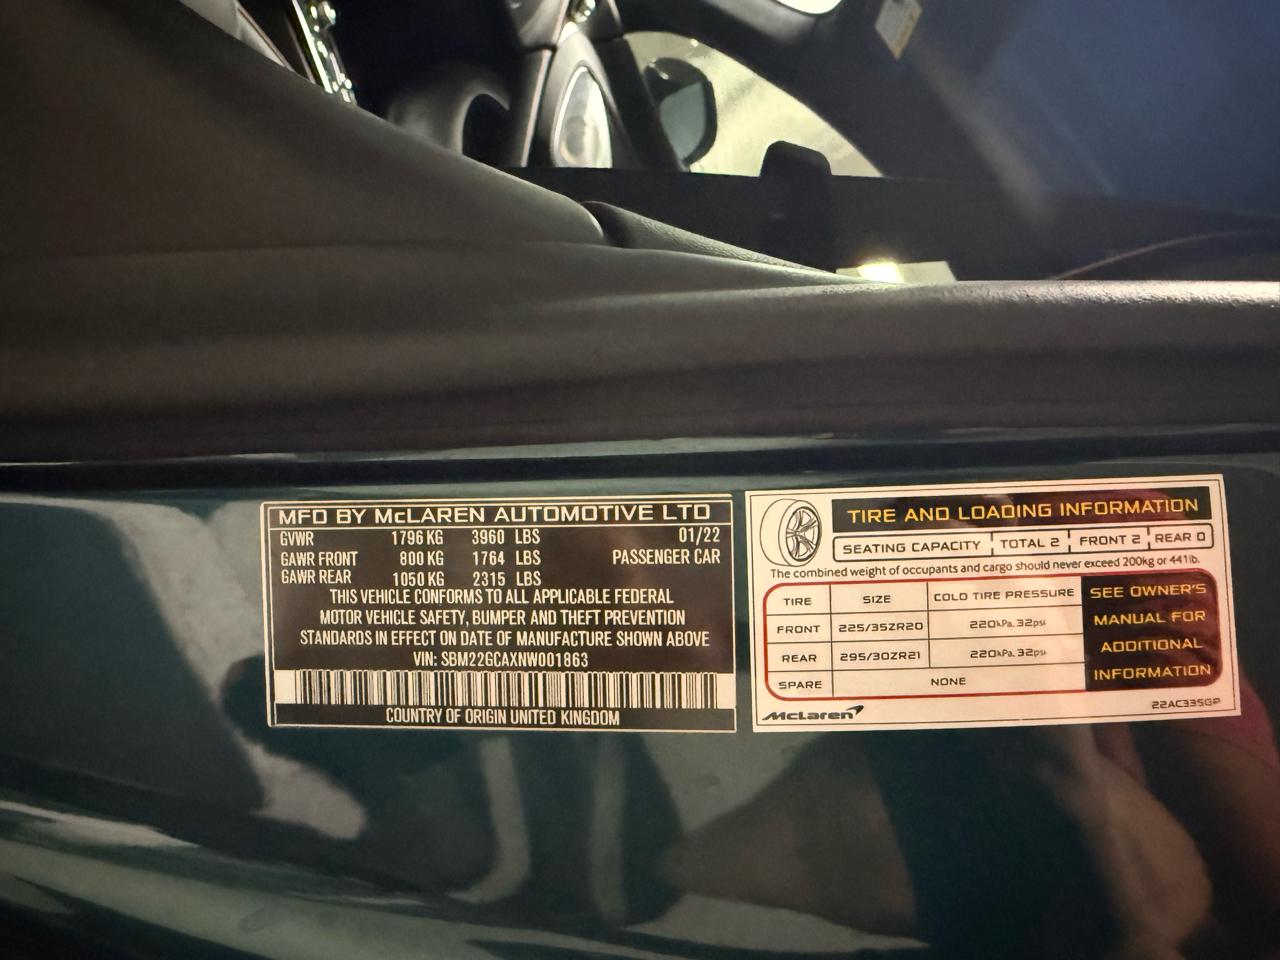 MFD BY McLAREN AUTOMOTIVE LTD
GVWR 1796 KG 3960 LBS 01/22
GAWR FRONT 800 KG 1764 LBS PASSENGER CAR
GAWR REAR 1050 KG 2315 LBS
THIS VEHICLE CONFORMS TO ALL APPLICABLE FEDERAL
MOTOR VEHICLE SAFETY, BUMPER AND THEFT PREVENTION
STANDARDS IN EFFECT ON DATE OF MANUFACTURE SHOWN ABOVE
VIN: SBM22GCAXNW001863
COUNTRY OF ORIGIN UNITED KINGDOM
TIRE AND LOADING INFORMATION
SEATING CAPACITY TOTAL 2 FRONT 2 REAR 0
The combined weight of occupants and cargo should never exceed 200kg or 441lb.
TIRE SIZE COLD TIRE PRESSURE
FRONT 225/35ZR20 220kPa. 32psi
REAR 295/30ZR21 220kPa. 32psi
SPARE NONE
SEE OWNER'S
MANUAL FOR
ADDITIONAL
INFORMATION
McLaren
22AC335GP